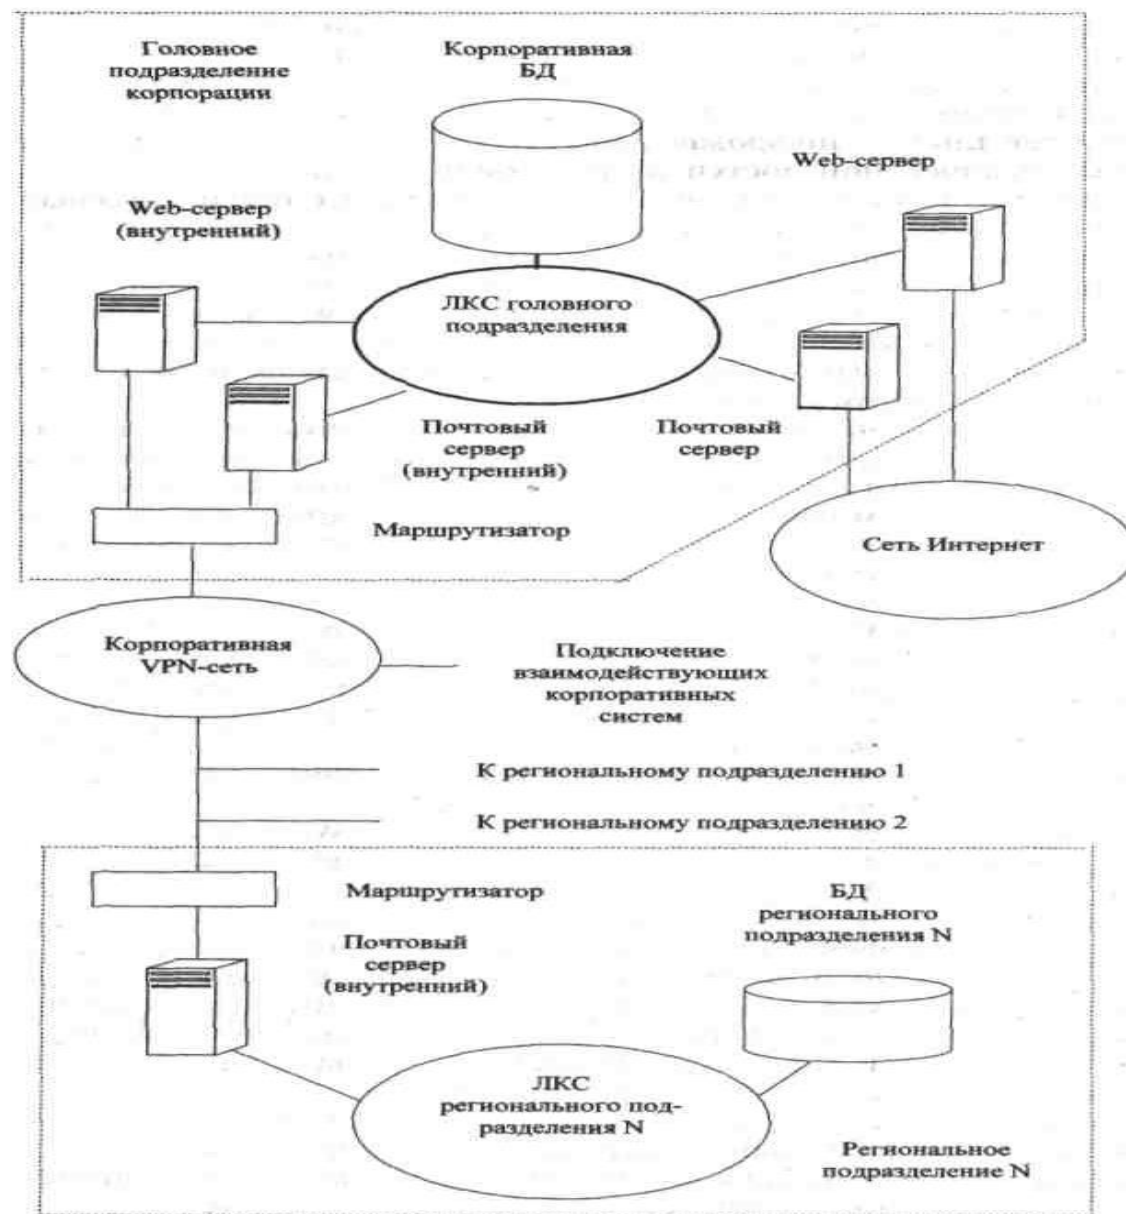 Головное
подразделение
корпорации
Корпоративная
БД
Web-сервер
Web-сервер
(внутренний)
ЛКС головного
подразделения
Почтовый
сервер
(внутренний)
Почтовый
сервер
Маршрутизатор
Сеть Интернет
Корпоративная
VPN-сеть
Подключение
взаимодействующих
корпоративных
систем
К региональному подразделению 1
К региональному подразделению 2
Маршрутизатор
БД
регионального
подразделения N
Почтовый
сервер
(внутренний)
ЛКС
регионального под-
разделения N
Региональное
подразделение N